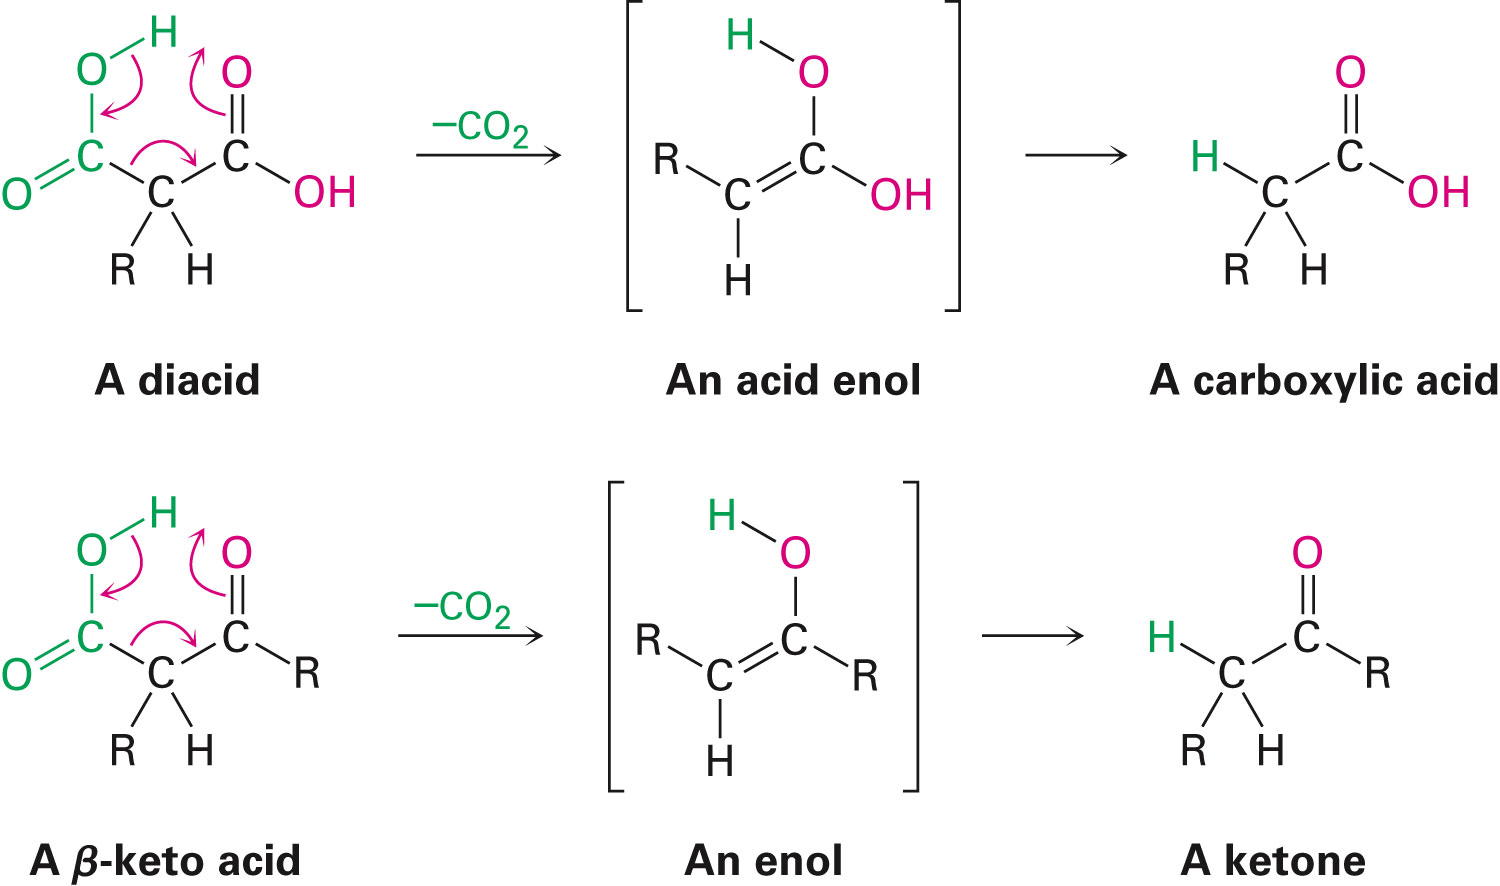 O H O
−CO₂
O C C C OH
R H
H O
R C C OH
H
O
H C C OH
R H
A diacid An acid enol A carboxylic acid
O H O
−CO₂
O C C C R
R H
H O
R C C R
H
O
H C C R
R H
A β-keto acid An enol A ketone